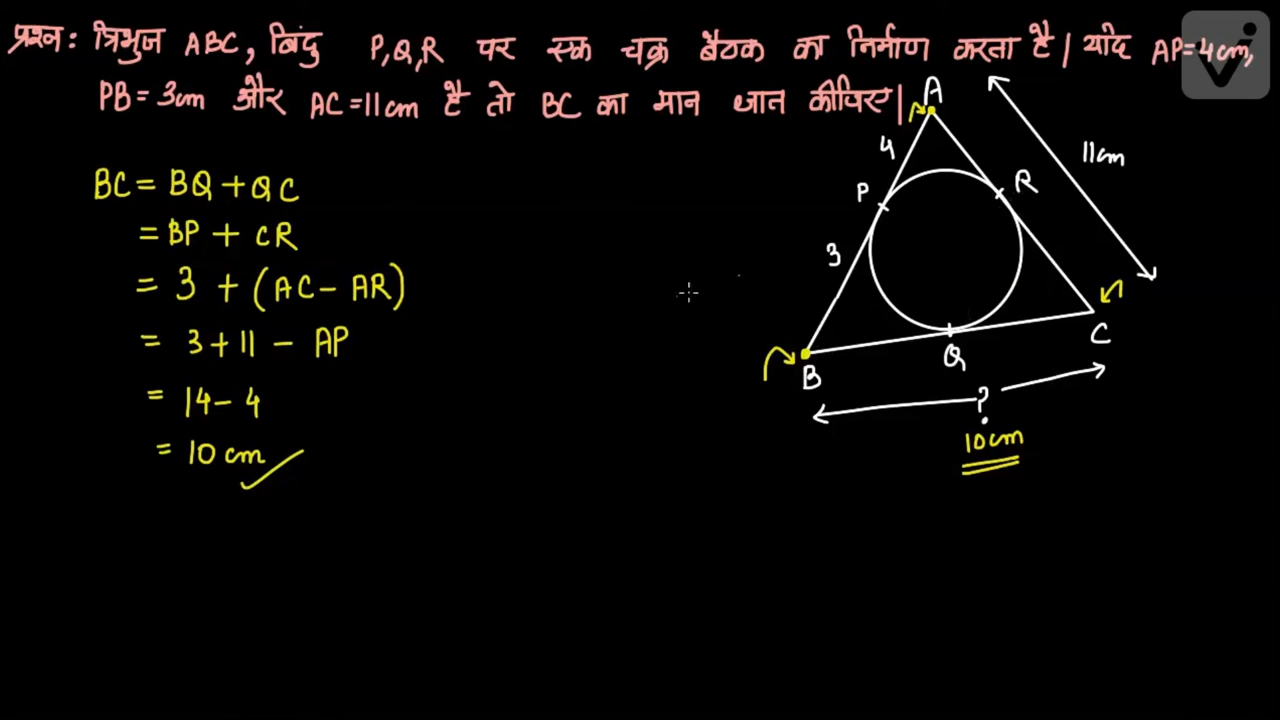 प्रश्न: त्रिभुज ABC, बिंदु P,Q,R पर एक चक्र बैठक का निर्माण करता है। यदि AP=4cm,
PB=3cm और AC=11cm है तो BC का मान ज्ञात कीजिए।
BC = BQ + QC
= BP + CR
= 3 + (AC - AR)
= 3 + 11 - AP
= 14 - 4
= 10 cm
A
4
P
R
11cm
3
B
Q
C
?
10cm